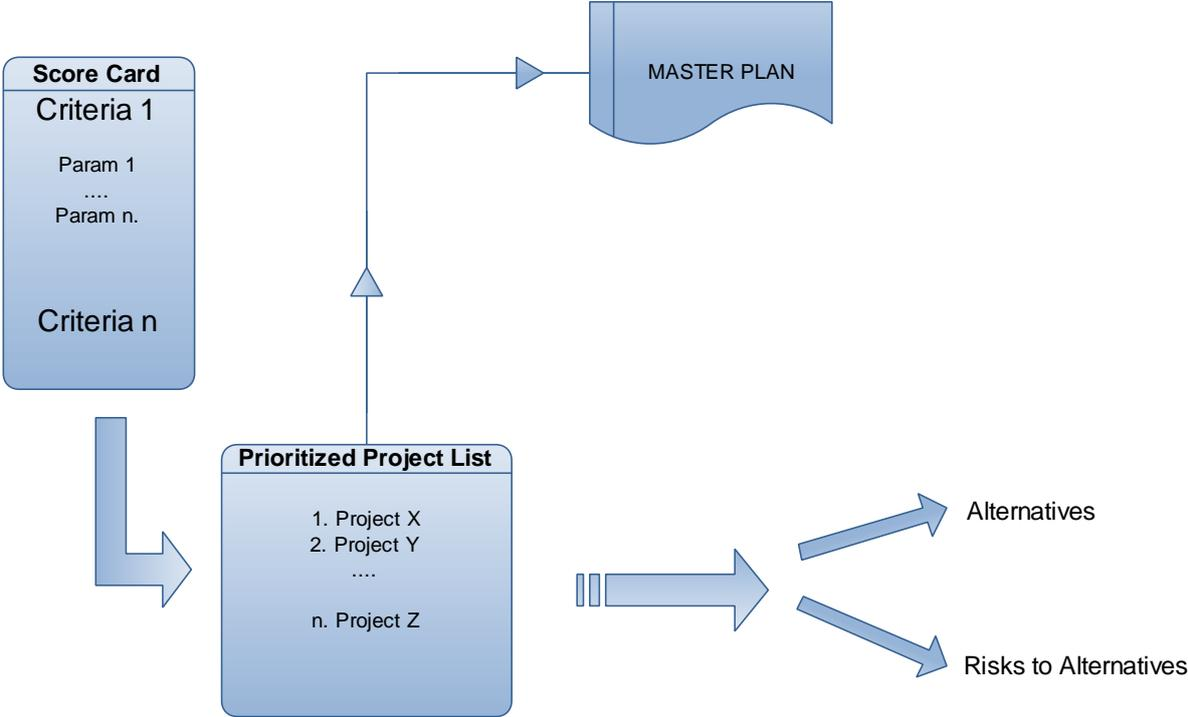 Score Card
Criteria 1
Param 1
....
Param n.
Criteria n
MASTER PLAN
Prioritized Project List
1. Project X
2. Project Y
....
n. Project Z
Alternatives
Risks to Alternatives